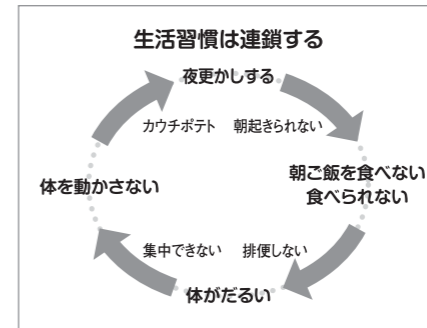 生活習慣は連鎖する
夜更かしする
カウチポテト 朝起きられない
朝ご飯を食べない
食べられない
体を動かさない
集中できない 排便しない
体がだるい